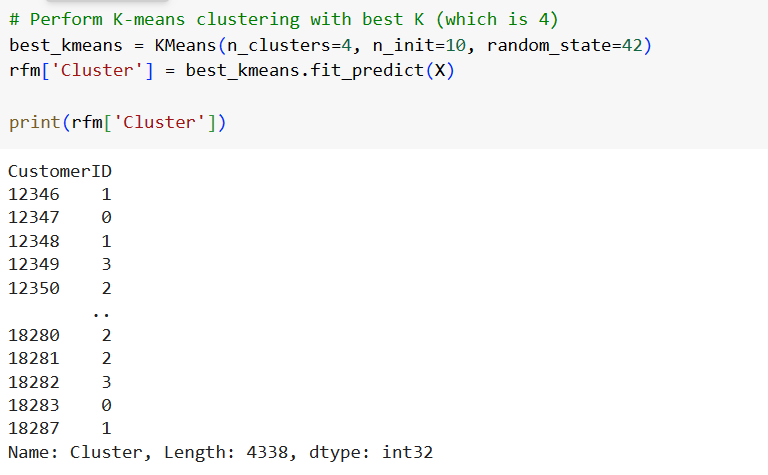 # Perform K-means clustering with best K (which is 4)
best_kmeans = KMeans(n_clusters=4, n_init=10, random_state=42)
rfm['Cluster'] = best_kmeans.fit_predict(X)
print(rfm['Cluster'])
CustomerID
12346    1
12347    0
12348    1
12349    3
12350    2
        ..
18280    2
18281    2
18282    3
18283    0
18287    1
Name: Cluster, Length: 4338, dtype: int32